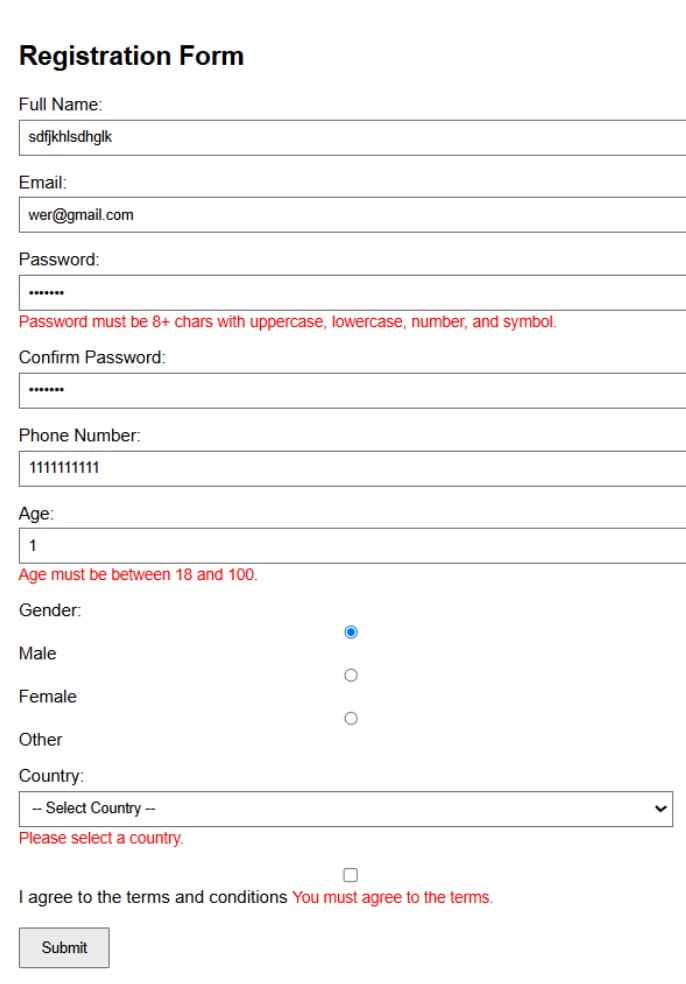 Registration Form
Full Name:
sdfjkhlsdhglk
Email:
wer@gmail.com
Password:
•••••••
Password must be 8+ chars with uppercase, lowercase, number, and symbol.
Confirm Password:
•••••••
Phone Number:
1111111111
Age:
1
Age must be between 18 and 100.
Gender:
Male
Female
Other
Country:
-- Select Country --
Please select a country.
I agree to the terms and conditions You must agree to the terms.
Submit